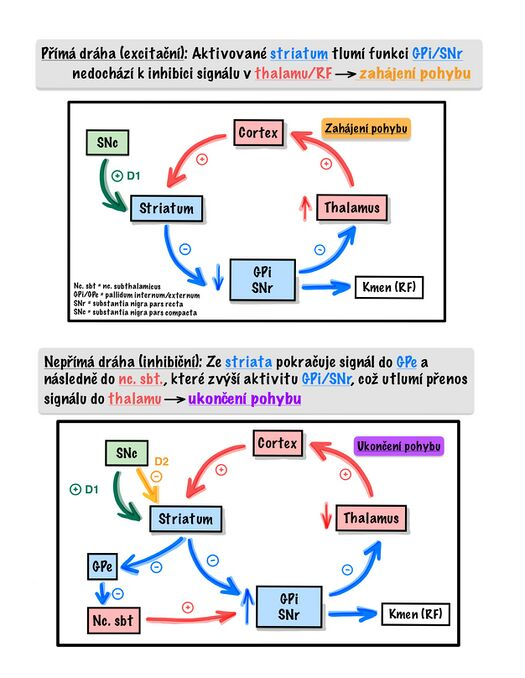 Přímá dráha (excitační): Aktivované striatum tlumí funkci GPi/SNr
nedochází k inhibici signálu v thalamu/RF → zahájení pohybu
Cortex
Zahájení pohybu
SNc
+
+
+ D1
Striatum
Thalamus
-
-
GPi
SNr
Kmen (RF)
Nc. sbt = nc. subthalamicus
GPi/GPe = pallidum internum/externum
SNr = substantia nigra pars recta
SNc = substantia nigra pars compacta
Nepřímá dráha (inhibiční): Ze striata pokračuje signál do GPe a
následně do nc. sbt., které zvýší aktivitu GPi/SNr, což utlumí přenos
signálu do thalamu → ukončení pohybu
Cortex
Ukončení pohybu
SNc
D2
-
+
+
+ D1
Striatum
Thalamus
GPe
-
-
-
GPi
SNr
Nc. sbt
+
Kmen (RF)